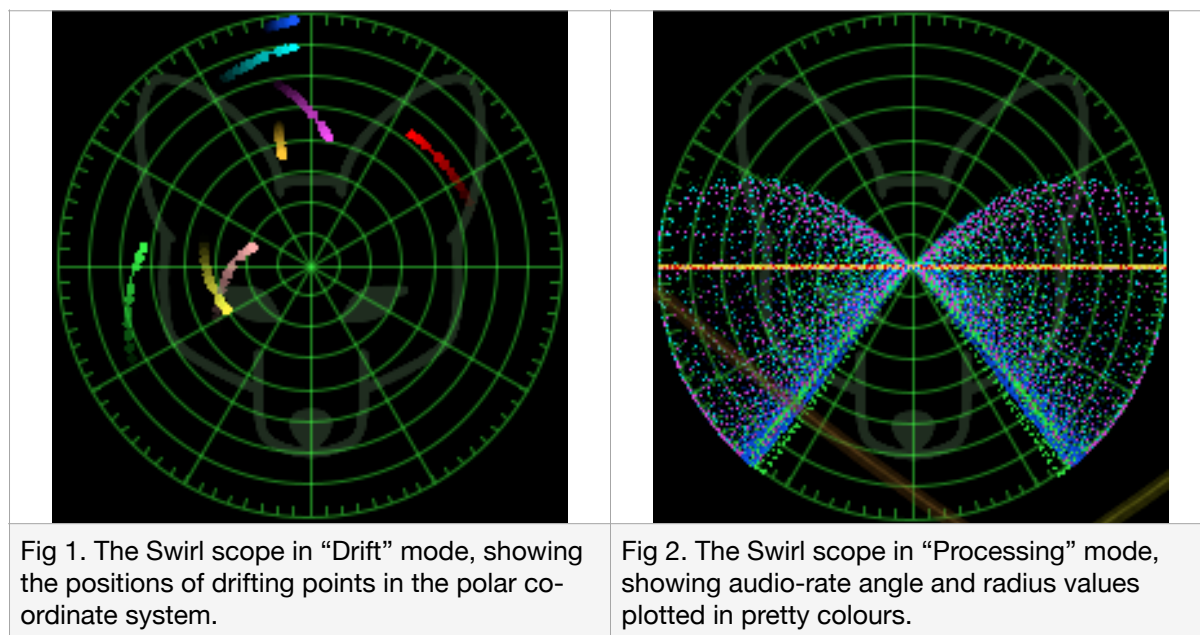 Fig 1. The Swirl scope in “Drift” mode, showing
the positions of drifting points in the polar co-
ordinate system.
Fig 2. The Swirl scope in “Processing” mode,
showing audio-rate angle and radius values
plotted in pretty colours.